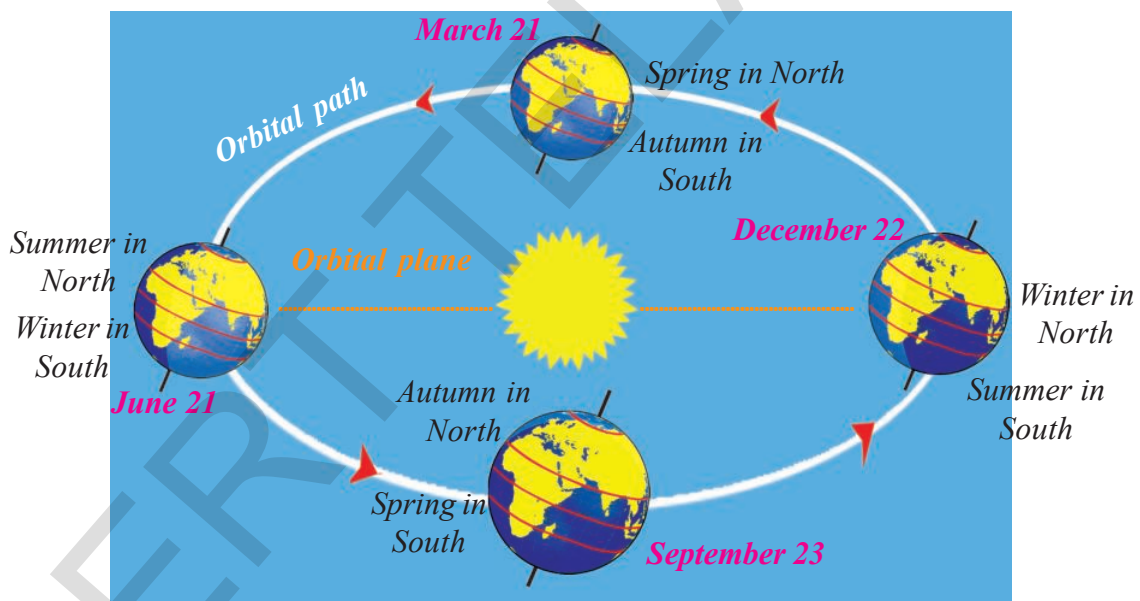 March 21
Spring in North
Orbital path
Autumn in
South
December 22
Summer in
North
Orbital plane
Winter in
North
Winter in
South
June 21
Autumn in
North
Summer in
South
Spring in
South
September 23